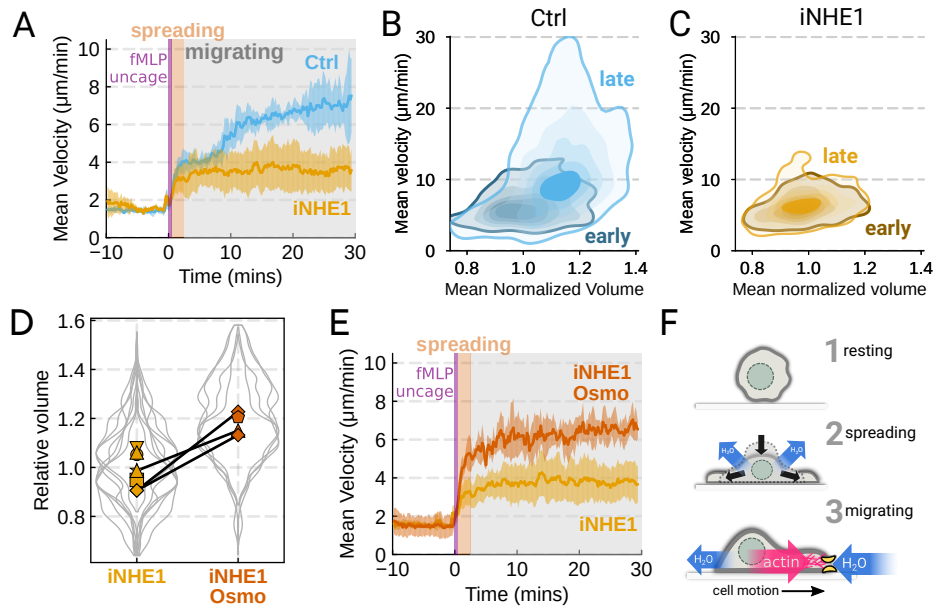 A
spreading
fMLP
uncage
migrating
Ctrl
iNHE1
Mean Velocity (μm/min)
10
8
6
4
2
0
-10
0
10
20
30
Time (mins)
B
Ctrl
late
early
Mean velocity (μm/min)
30
20
10
0
0.8
1.0
1.2
1.4
Mean Normalized Volume
C
iNHE1
late
early
Mean velocity (μm/min)
30
20
10
0
0.8
1.0
1.2
1.4
Mean normalized volume
D
Relative volume
1.6
1.4
1.2
1.0
0.8
iNHE1
iNHE1
Osmo
E
spreading
fMLP
uncage
iNHE1
Osmo
iNHE1
Mean Velocity (μm/min)
10
8
6
4
2
0
-10
0
10
20
30
Time (mins)
F
1 resting
2 spreading
H₂O
H₂O
3 migrating
H₂O
actin
H₂O
cell motion